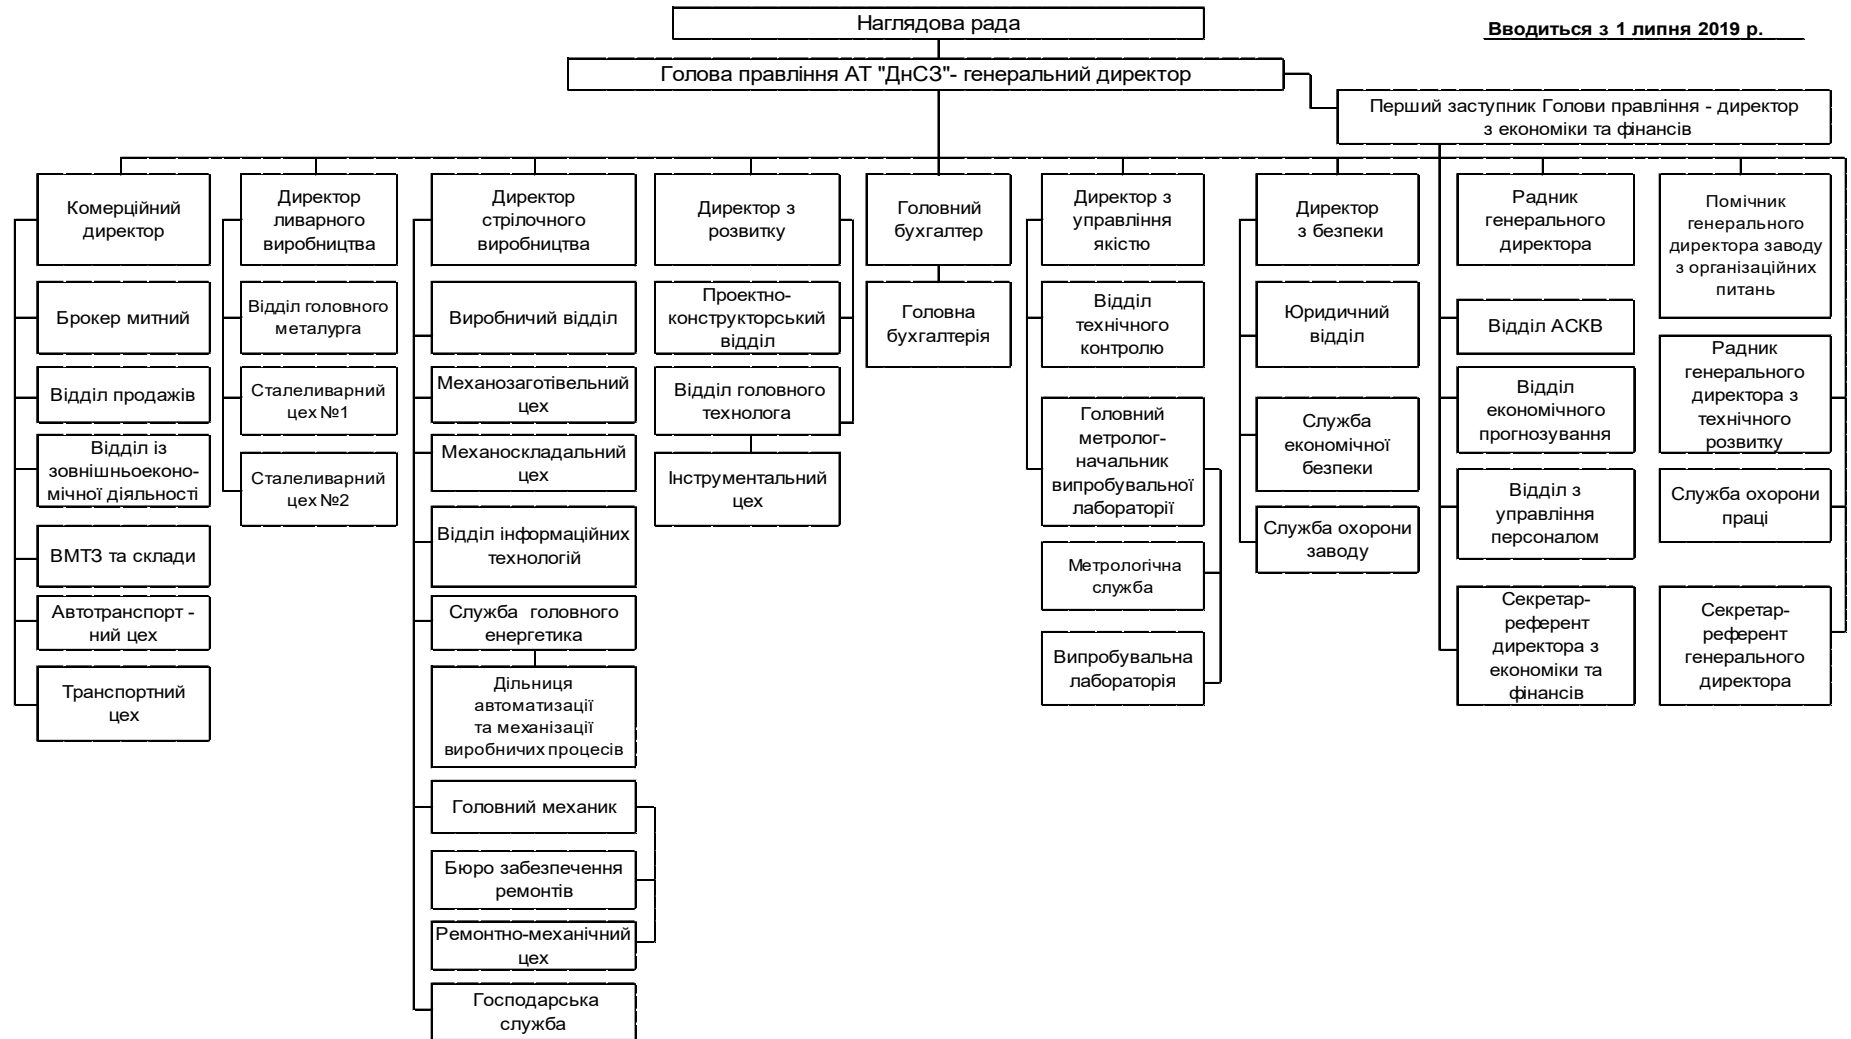 Наглядова рада
Вводиться з 1 липня 2019 р.
Голова правління АТ "ДнСЗ"- генеральний директор
Перший заступник Голови правління - директор
з економіки та фінансів
Комерційний
директор
Брокер митний
Відділ продажів
Відділ із
зовнішньоеконо-
мічної діяльності
ВМТЗ та склади
Автотранспорт -
ний цех
Транспортний
цех
Директор
ливарного
виробництва
Відділ головного
металурга
Сталеливарний
цех №1
Сталеливарний
цех №2
Директор
стрілочного
виробництва
Виробничий відділ
Механозаготівельний
цех
Механоскладальний
цех
Відділ інформаційних
технологій
Служба головного
енергетика
Дільниця
автоматизації
та механізації
виробничих процесів
Головний механик
Бюро забезпечення
ремонтів
Ремонтно-механічний
цех
Господарська
служба
Директор з
розвитку
Проектно-
конструкторський
відділ
Відділ головного
технолога
Інструментальний
цех
Головний
бухгалтер
Головна
бухгалтерія
Директор з
управління
якістю
Відділ
технічного
контролю
Головний
метролог-
начальник
випробувальної
лабораторії
Метрологічна
служба
Випробувальна
лабораторія
Директор
з безпеки
Юридичний
відділ
Служба
економічної
безпеки
Служба охорони
заводу
Радник
генерального
директора
Відділ АСКВ
Відділ
економічного
прогнозування
Відділ з
управління
персоналом
Секретар-
референт
директора з
економіки та
фінансів
Помічник
генерального
директора заводу
з організаційних
питань
Радник
генерального
директора з
технічного
розвитку
Служба охорони
праці
Секретар-
референт
генерального
директора